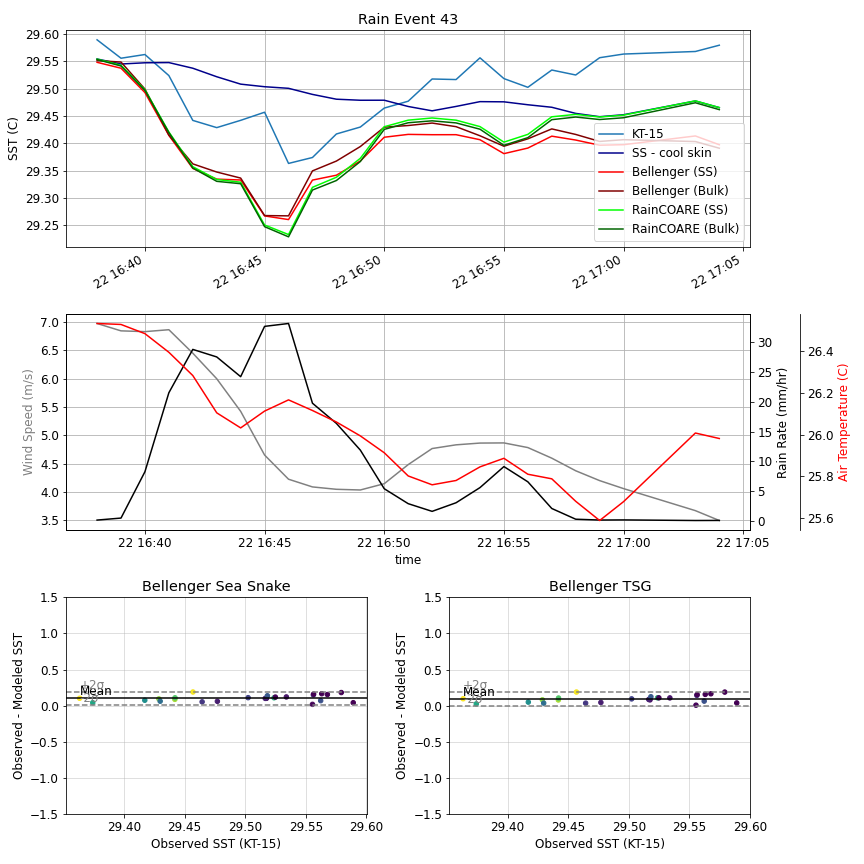 Rain Event 43
29.60
29.55
29.50
29.45
29.40
29.35
29.30
29.25
SST (C)
KT-15
SS - cool skin
Bellenger (SS)
Bellenger (Bulk)
RainCOARE (SS)
RainCOARE (Bulk)
22 16:40
22 16:45
22 16:50
22 16:55
22 17:00
22 17:05
7.0
6.5
6.0
5.5
5.0
4.5
4.0
3.5
Wind Speed (m/s)
30
25
20
15
10
5
0
Rain Rate (mm/hr)
26.4
26.2
26.0
25.8
25.6
Air Temperature (C)
22 16:40
22 16:45
22 16:50
22 16:55
22 17:00
22 17:05
time
Bellenger Sea Snake
1.5
1.0
0.5
0.0
−0.5
−1.0
−1.5
Observed - Modeled SST
+2σ
Mean
-2σ
29.40
29.45
29.50
29.55
29.60
Observed SST (KT-15)
Bellenger TSG
1.5
1.0
0.5
0.0
−0.5
−1.0
−1.5
Observed - Modeled SST
+2σ
Mean
-2σ
29.40
29.45
29.50
29.55
29.60
Observed SST (KT-15)